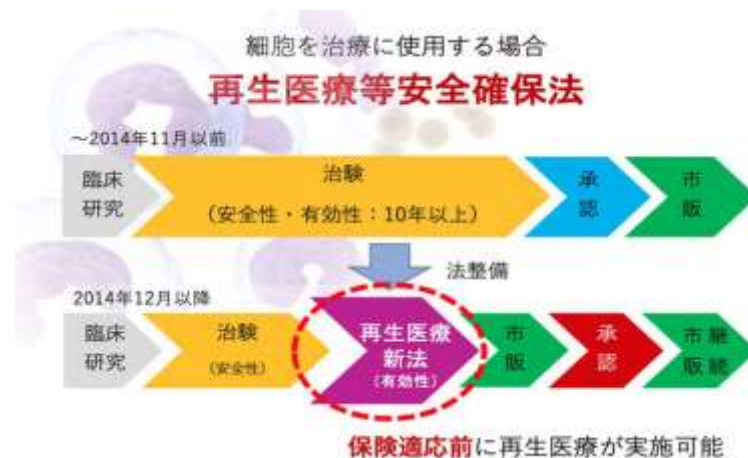 細胞を治療に使用する場合
再生医療等安全確保法
～2014年11月以前
臨床
研究
治験
(安全性・有効性：10年以上)
承
認
市
販
法整備
2014年12月以降
臨床
研究
治験
(安全性)
再生医療
新法
(有効性)
市
販
承
認
市継
販続
保険適応前に再生医療が実施可能